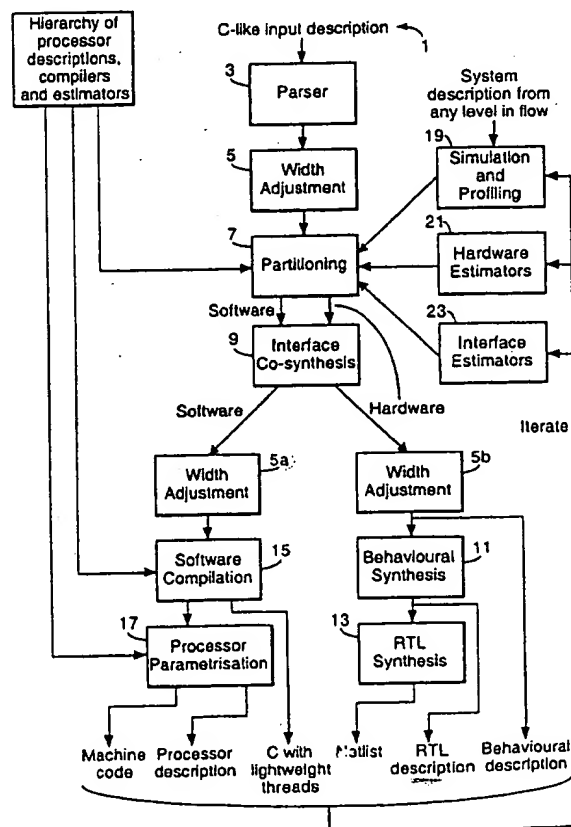 Hierarchy of
processor
descriptions,
compilers
and estimators
C-like input description
1
3
Parser
System
description from
any level in flow
5
Width
Adjustment
19
Simulation
and
Profiling
7
Partitioning
21
Hardware
Estimators
Software
9
Interface
Co-synthesis
23
Interface
Estimators
Software
Hardware
Iterate
5a
Width
Adjustment
5b
Width
Adjustment
Software
Compilation
15
Behavioural
Synthesis
11
17
Processor
Parametrisation
13
RTL
Synthesis
Machine
code
Processor
description
C with
lightweight
threads
Netlist
RTL
description
Behavioural
description